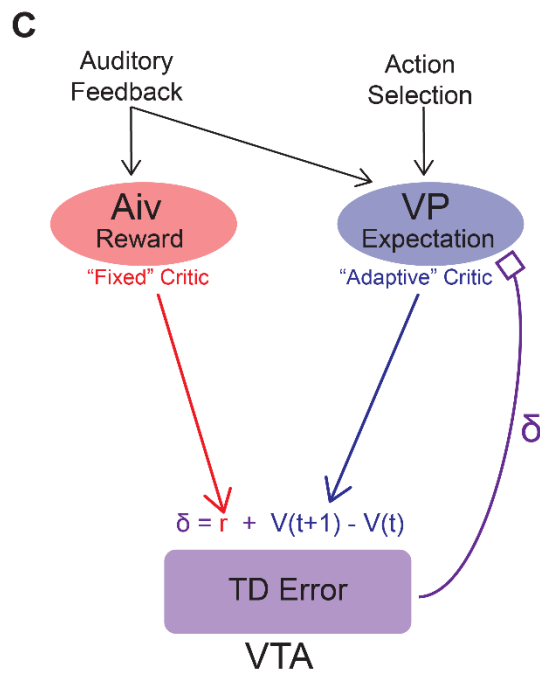 C
Auditory
Feedback
Action
Selection
Aiv
Reward
VP
Expectation
“Fixed” Critic
“Adaptive” Critic
δ
δ = r + V(t+1) - V(t)
TD Error
VTA